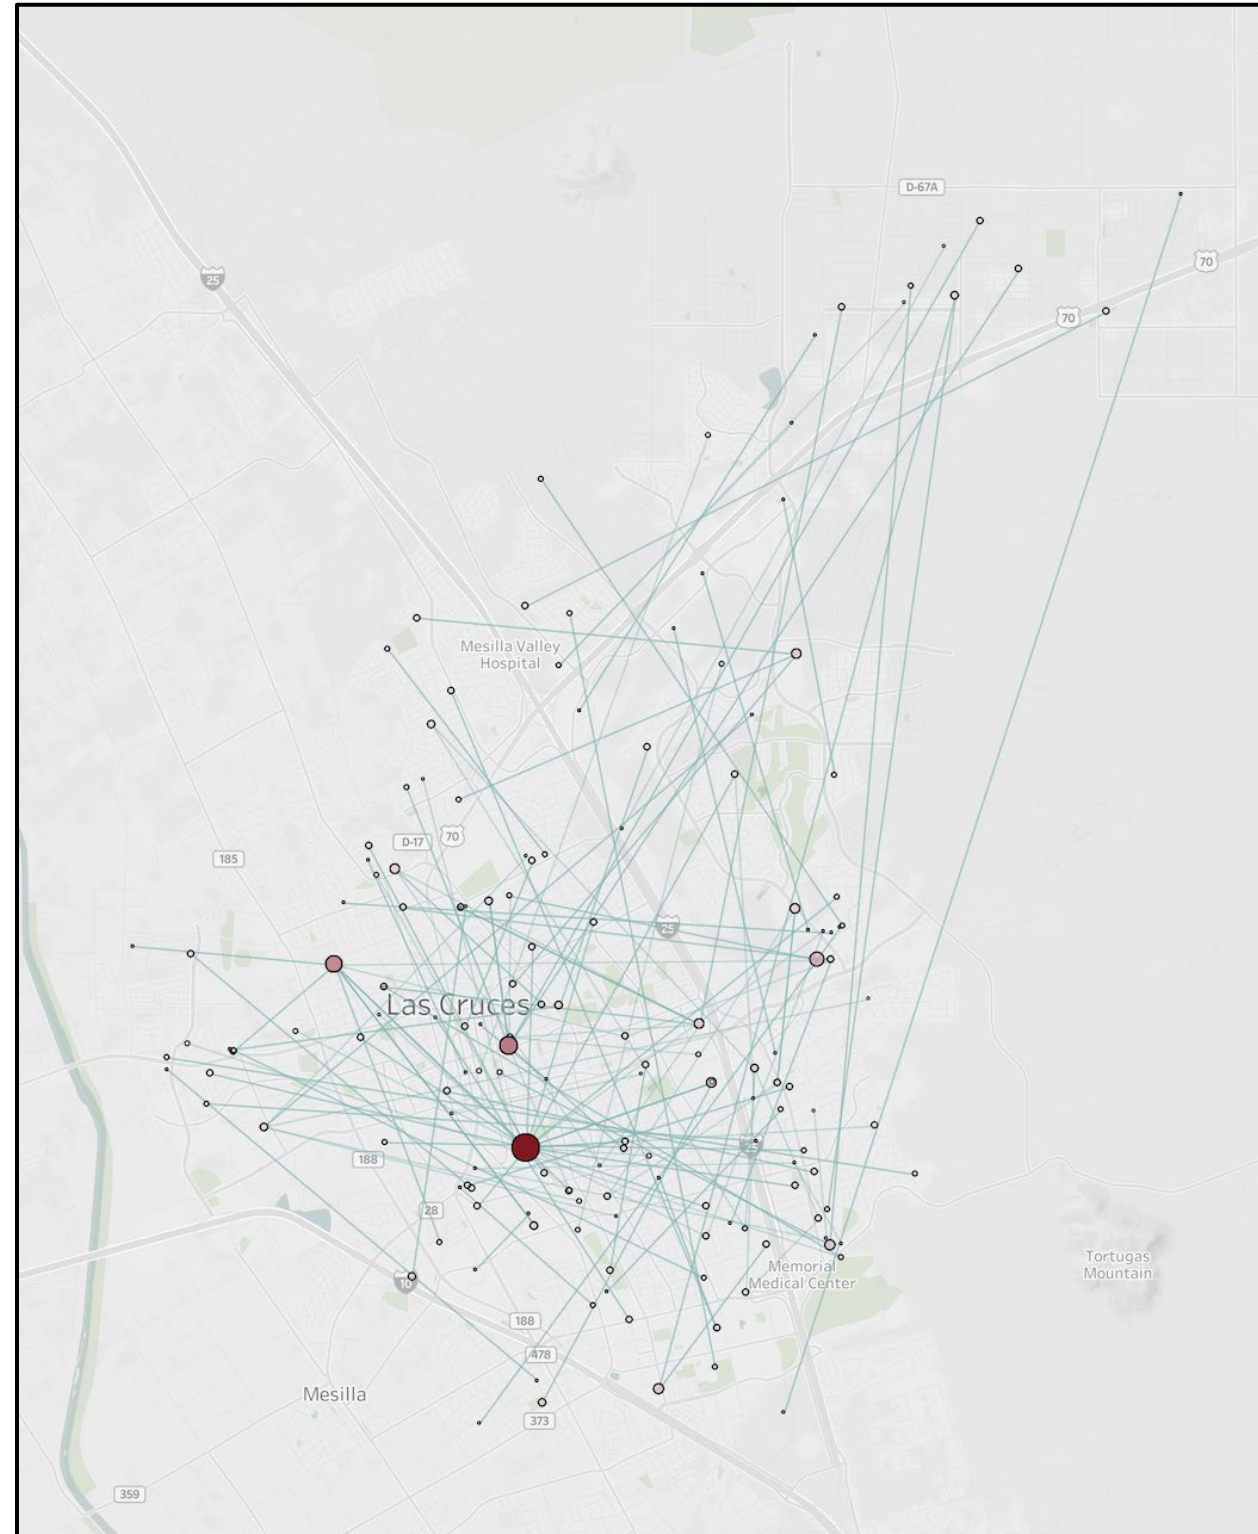 D-67A
70
25
70
Mesilla Valley
Hospital
D-17
70
185
25
Las Cruces
25
188
28
Tortugas
Mountain
Memorial
Medical Center
10
188
478
Mesilla
373
359